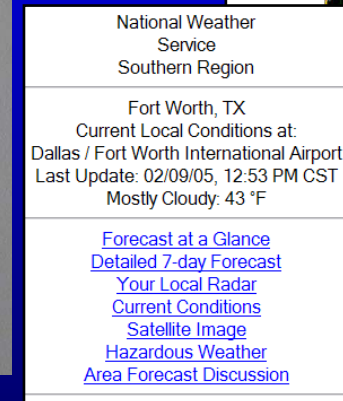 National Weather
Service
Southern Region
Fort Worth, TX
Current Local Conditions at:
Dallas / Fort Worth International Airport
Last Update: 02/09/05, 12:53 PM CST
Mostly Cloudy: 43 °F
Forecast at a Glance
Detailed 7-day Forecast
Your Local Radar
Current Conditions
Satellite Image
Hazardous Weather
Area Forecast Discussion